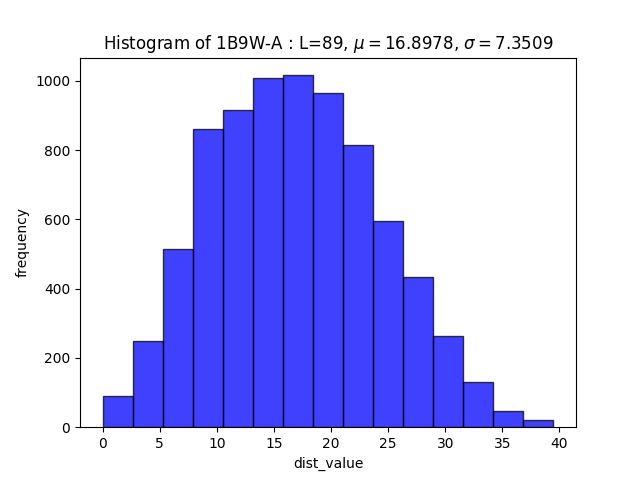 Histogram of 1B9W-A : L=89, μ = 16.8978, σ = 7.3509
1000
800
600
400
200
0
frequency
0 5 10 15 20 25 30 35 40
dist_value